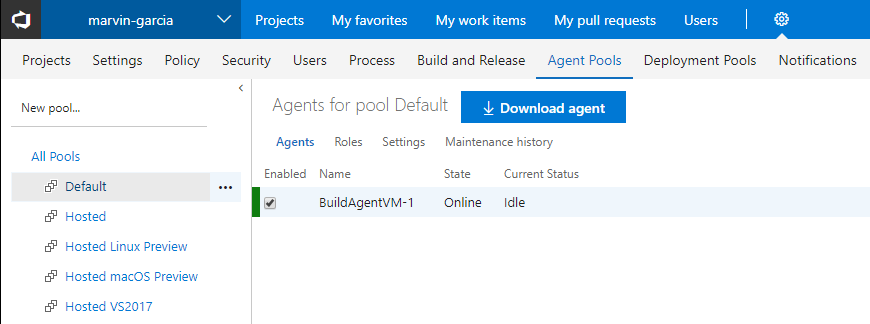 marvin-garcia Projects My favorites My work items My pull requests Users
Projects Settings Policy Security Users Process Build and Release Agent Pools Deployment Pools Notifications
New pool...
All Pools
Default
Hosted
Hosted Linux Preview
Hosted macOS Preview
Hosted VS2017
Agents for pool Default Download agent
Agents Roles Settings Maintenance history
Enabled Name State Current Status
BuildAgentVM-1 Online Idle